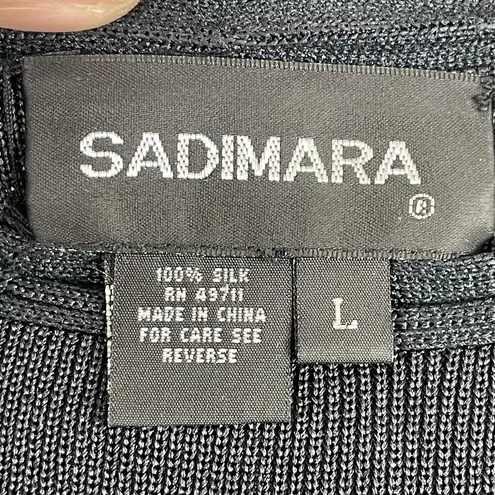 SADIMARA
®
100% SILK
RN 49711
MADE IN CHINA
FOR CARE SEE
REVERSE
L